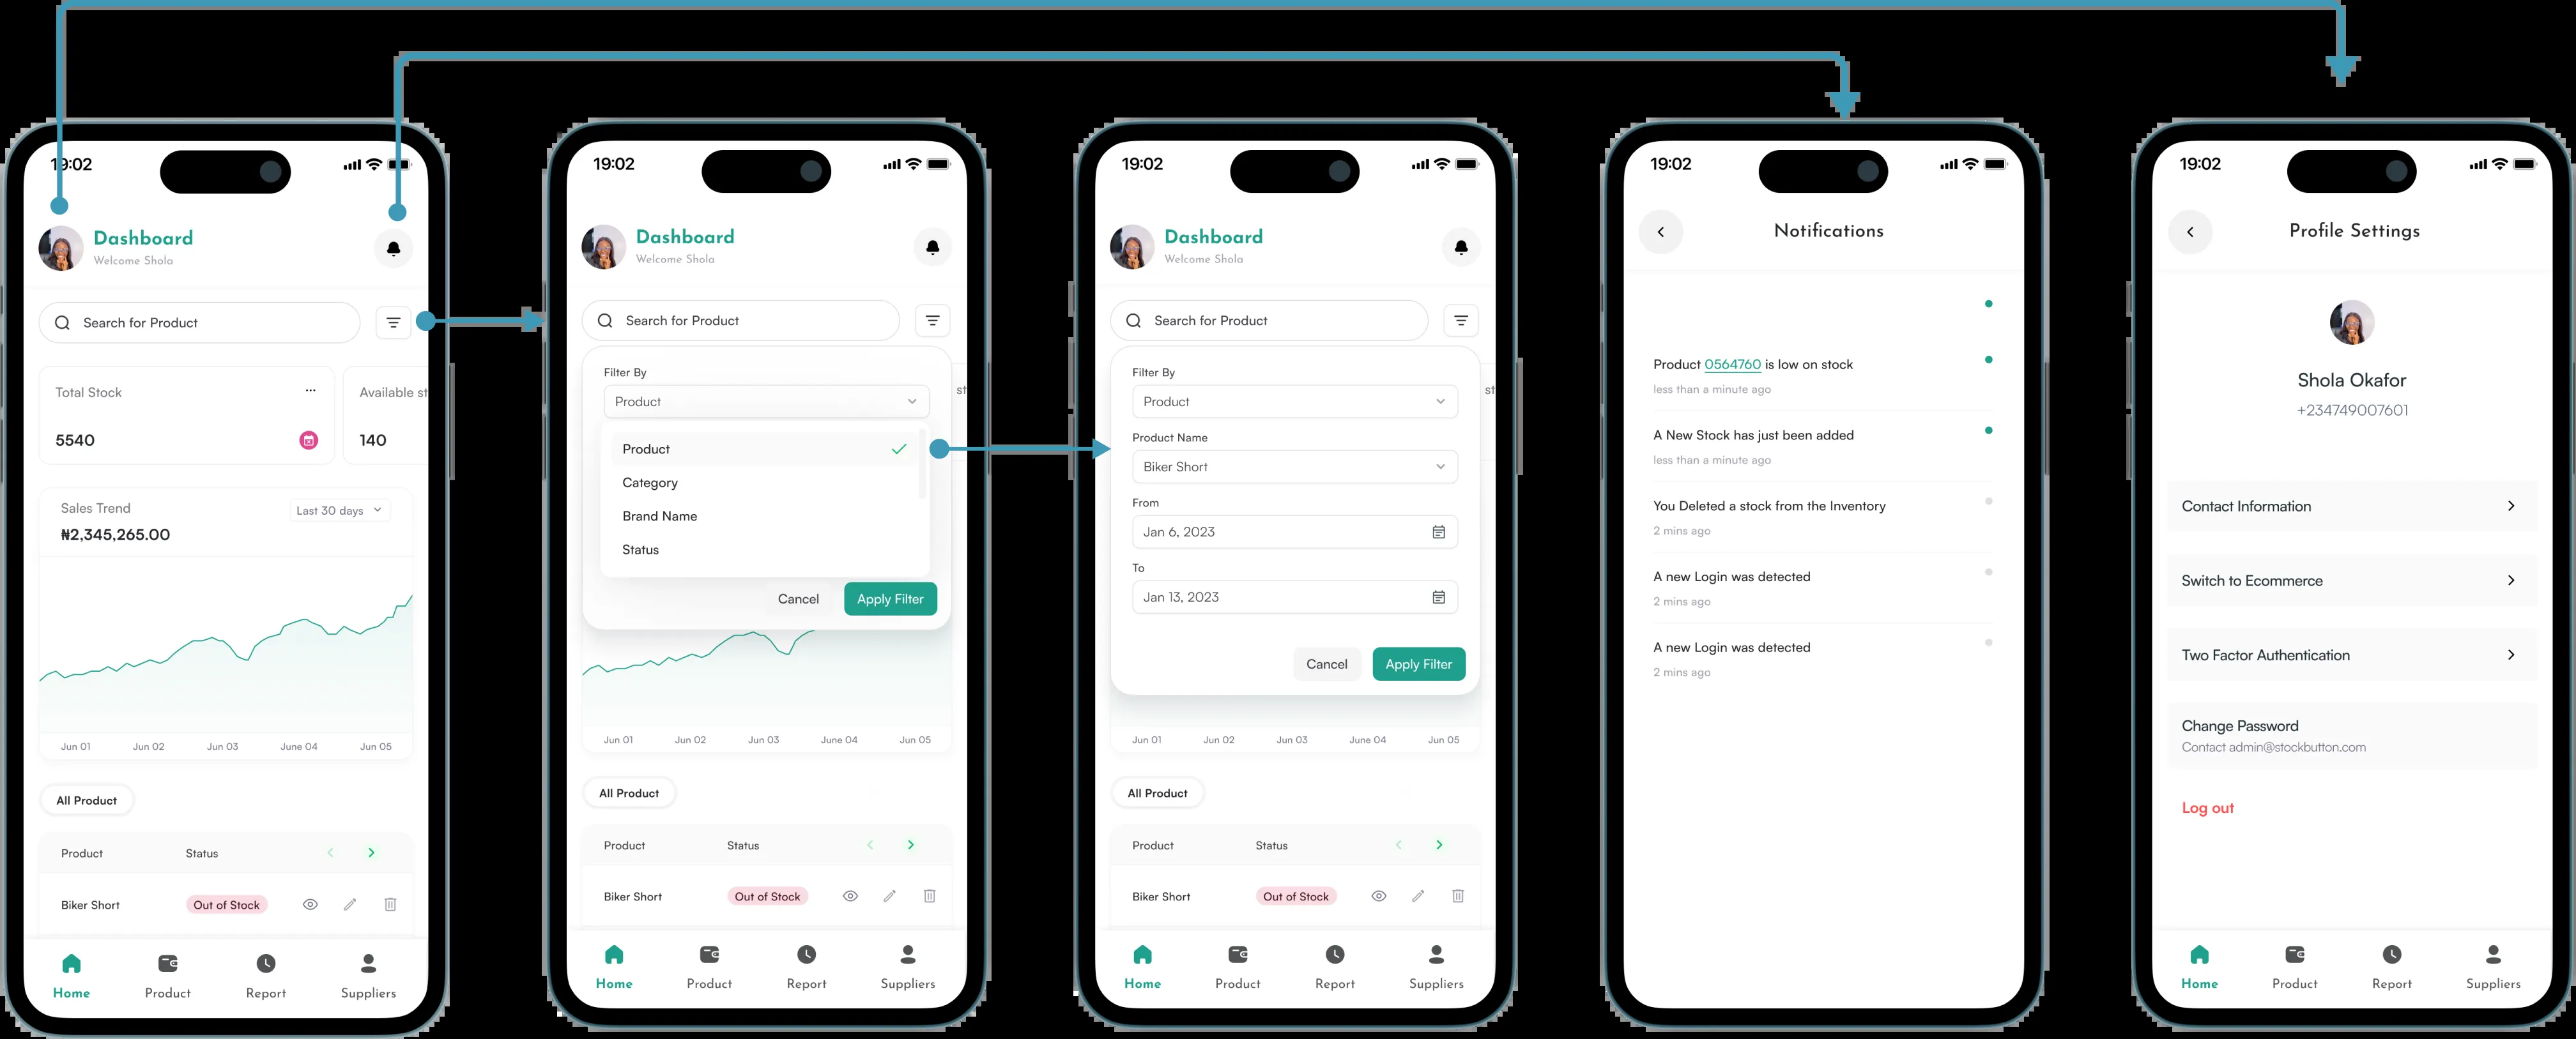 19:02
Dashboard
Welcome Shola
Search for Product
Total Stock
...
Available st
5540
140
Sales Trend
Last 30 days
₦2,345,265.00
Jun 01 Jun 02 Jun 03 June 04 Jun 05
All Product
Product Status
Biker Short Out of Stock
Home Product Report Suppliers
19:02
Dashboard
Welcome Shola
Search for Product
Filter By
st
Product
Product
Category
Brand Name
Status
Cancel Apply Filter
Jun 01 Jun 02 Jun 03 June 04 Jun 05
All Product
Product Status
Biker Short Out of Stock
Home Product Report Suppliers
19:02
Dashboard
Welcome Shola
Search for Product
Filter By
st
Product
Product Name
Biker Short
From
Jan 6, 2023
To
Jan 13, 2023
Cancel Apply Filter
Jun 01 Jun 02 Jun 03 June 04 Jun 05
All Product
Product Status
Biker Short Out of Stock
Home Product Report Suppliers
19:02
Notifications
Product 0564760 is low on stock
less than a minute ago
A New Stock has just been added
less than a minute ago
You Deleted a stock from the Inventory
2 mins ago
A new Login was detected
2 mins ago
A new Login was detected
2 mins ago
19:02
Profile Settings
Shola Okafor
+234749007601
Contact Information
Switch to Ecommerce
Two Factor Authentication
Change Password
Contact admin@stockbutton.com
Log out
Home Product Report Suppliers